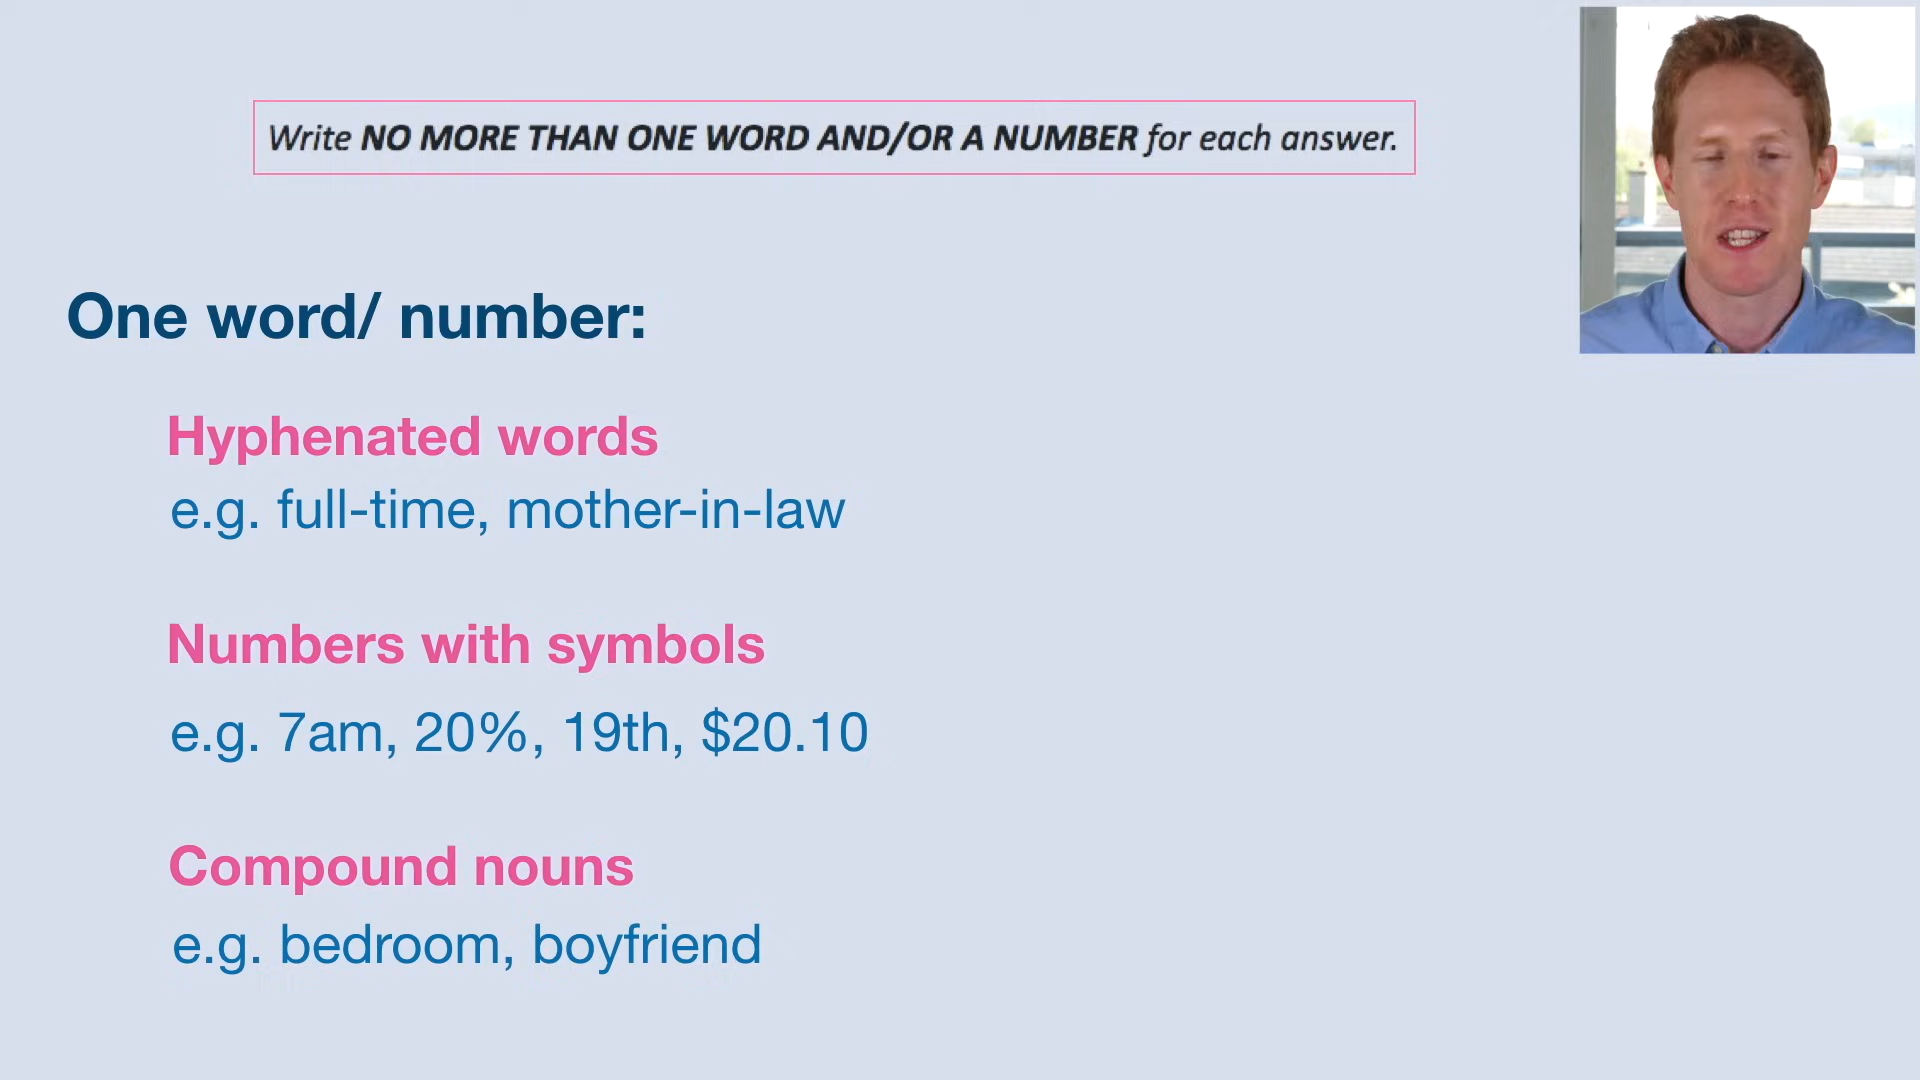 Write NO MORE THAN ONE WORD AND/OR A NUMBER for each answer.
One word/ number:
Hyphenated words
e.g. full-time, mother-in-law
Numbers with symbols
e.g. 7am, 20%, 19th, $20.10
Compound nouns
e.g. bedroom, boyfriend